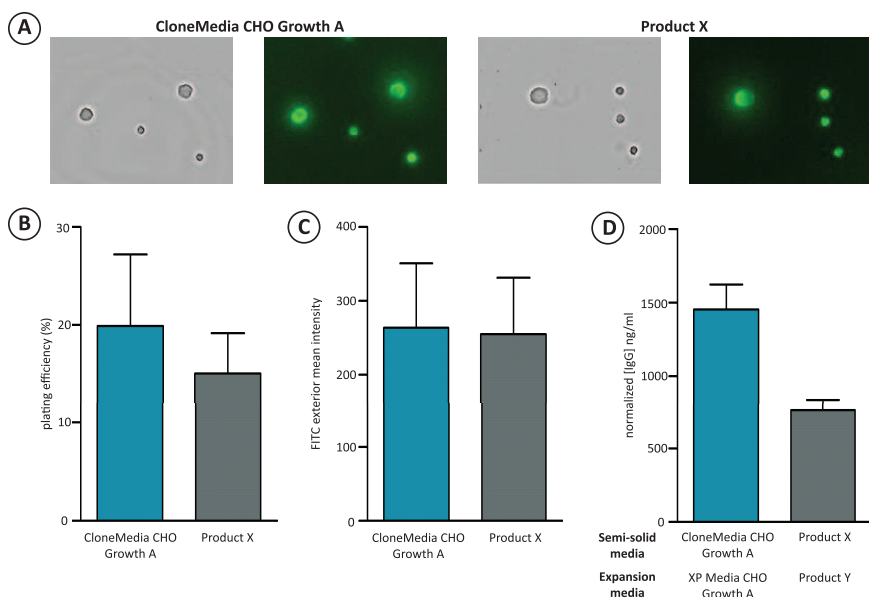 A
CloneMedia CHO Growth A
Product X
B
plating efficiency (%)
30
20
10
0
CloneMedia CHO
Growth A
Product X
C
FITC exterior mean intensity
400
300
200
100
0
CloneMedia CHO
Growth A
Product X
D
normalized [IgG] ng/ml
2000
1500
1000
500
0
Semi-solid
media
CloneMedia CHO
Growth A
Product X
Expansion
media
XP Media CHO
Growth A
Product Y